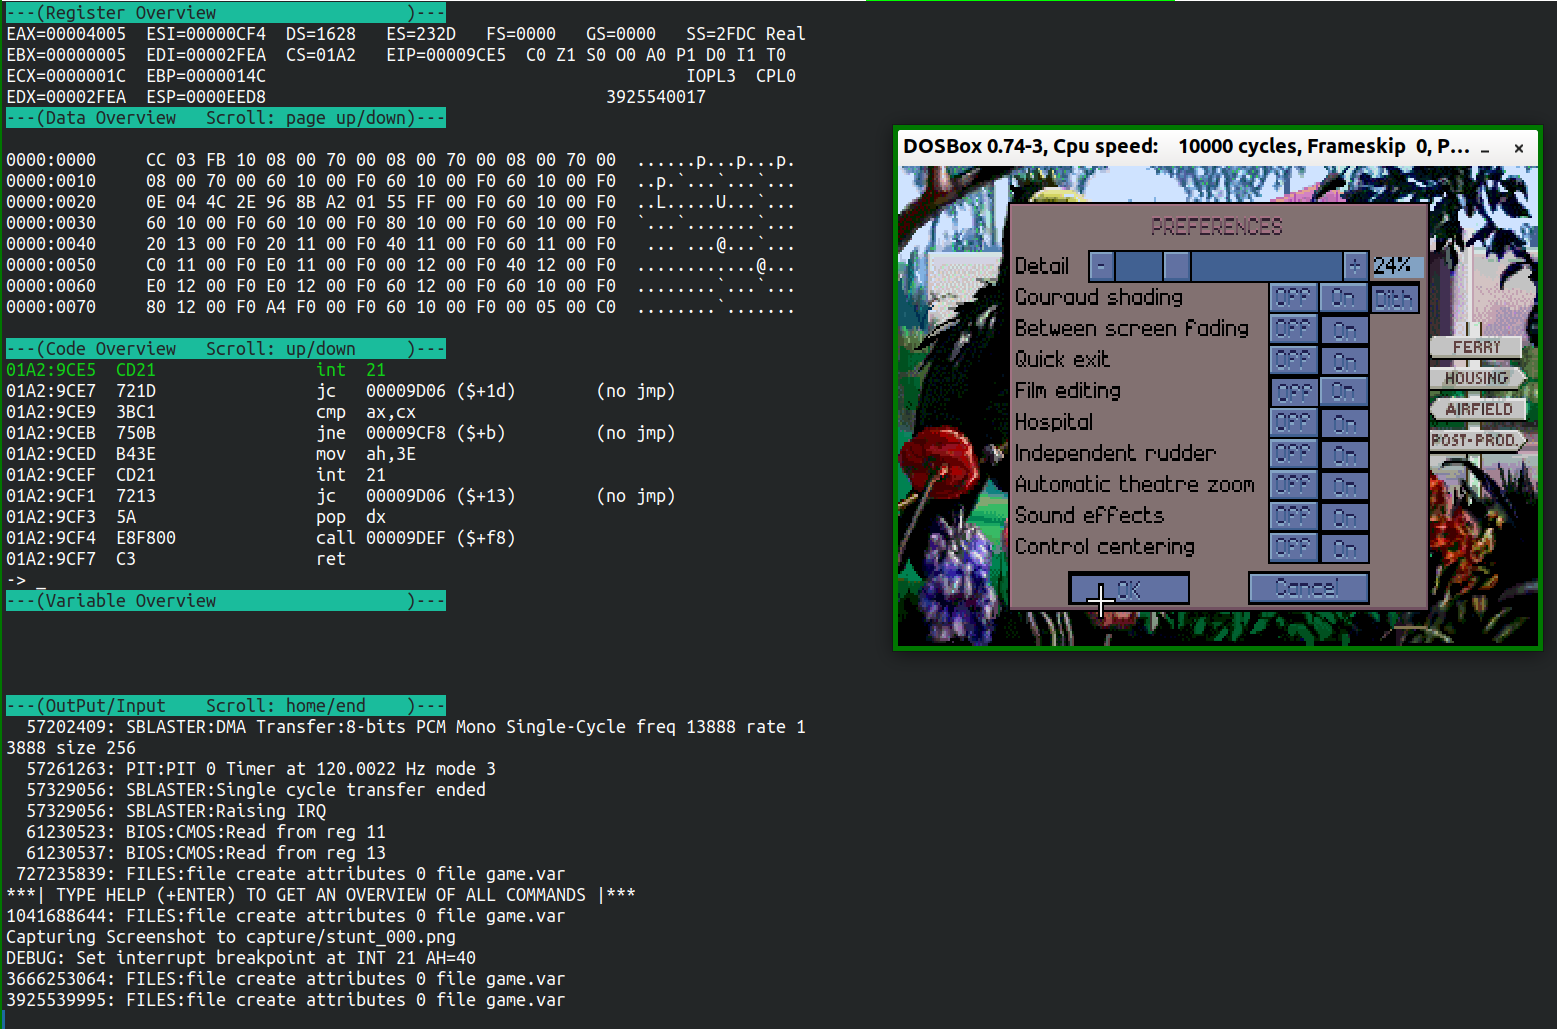 ---(Register Overview                   )---
EAX=00004005  ESI=00000CF4  DS=1628   ES=232D   FS=0000   GS=0000   SS=2FDC Real
EBX=00000005  EDI=00002FEA  CS=01A2   EIP=00009CE5  C0 Z1 S0 O0 A0 P1 D0 I1 T0
ECX=0000001C  EBP=0000014C                                          IOPL3  CPL0
EDX=00002FEA  ESP=0000EED8                                  3925540017
---(Data Overview   Scroll: page up/down)---
0000:0000     CC 03 FB 10 08 00 70 00 08 00 70 00 08 00 70 00  ......p...p...p.
0000:0010     08 00 70 00 60 10 00 F0 60 10 00 F0 60 10 00 F0  ..p.`...`...`...
0000:0020     0E 04 4C 2E 96 8B A2 01 55 FF 00 F0 60 10 00 F0  ..L.....U...`...
0000:0030     60 10 00 F0 60 10 00 F0 80 10 00 F0 60 10 00 F0  `...`.......`...
0000:0040     20 13 00 F0 20 11 00 F0 40 11 00 F0 60 11 00 F0   ... ...@...`...
0000:0050     C0 11 00 F0 E0 11 00 F0 00 12 00 F0 40 12 00 F0  ............@...
0000:0060     E0 12 00 F0 E0 12 00 F0 60 12 00 F0 60 10 00 F0  ........`...`...
0000:0070     80 12 00 F0 A4 F0 00 F0 60 10 00 F0 00 05 00 C0  ........`.......
---(Code Overview   Scroll: up/down     )---
01A2:9CE5  CD21                int  21
01A2:9CE7  721D                jc   00009D06 ($+1d)        (no jmp)
01A2:9CE9  3BC1                cmp  ax,cx
01A2:9CEB  750B                jne  00009CF8 ($+b)         (no jmp)
01A2:9CED  B43E                mov  ah,3E
01A2:9CEF  CD21                int  21
01A2:9CF1  7213                jc   00009D06 ($+13)        (no jmp)
01A2:9CF3  5A                  pop  dx
01A2:9CF4  E8F800              call 00009DEF ($+f8)
01A2:9CF7  C3                  ret
-> _
---(Variable Overview                   )---
---(OutPut/Input    Scroll: home/end    )---
57202409: SBLASTER:DMA Transfer:8-bits PCM Mono Single-Cycle freq 13888 rate 1
3888 size 256
57261263: PIT:PIT 0 Timer at 120.0022 Hz mode 3
57329056: SBLASTER:Single cycle transfer ended
57329056: SBLASTER:Raising IRQ
61230523: BIOS:CMOS:Read from reg 11
61230537: BIOS:CMOS:Read from reg 13
727235839: FILES:file create attributes 0 file game.var
***| TYPE HELP (+ENTER) TO GET AN OVERVIEW OF ALL COMMANDS |***
1041688644: FILES:file create attributes 0 file game.var
Capturing Screenshot to capture/stunt_000.png
DEBUG: Set interrupt breakpoint at INT 21 AH=40
3666253064: FILES:file create attributes 0 file game.var
3925539995: FILES:file create attributes 0 file game.var
DOSBox 0.74-3, Cpu speed:   10000 cycles, Frameskip  0, P...
PREFERENCES
Detail - + 24%
Gouraud shading OFF On Dith
Between screen fading OFF On
Quick exit OFF On
Film editing OFF On
Hospital OFF On
Independent rudder OFF On
Automatic theatre zoom OFF On
Sound effects OFF On
Control centering OFF On
OK Cancel
FERRY
HOUSING
AIRFIELD
POST-PROD.